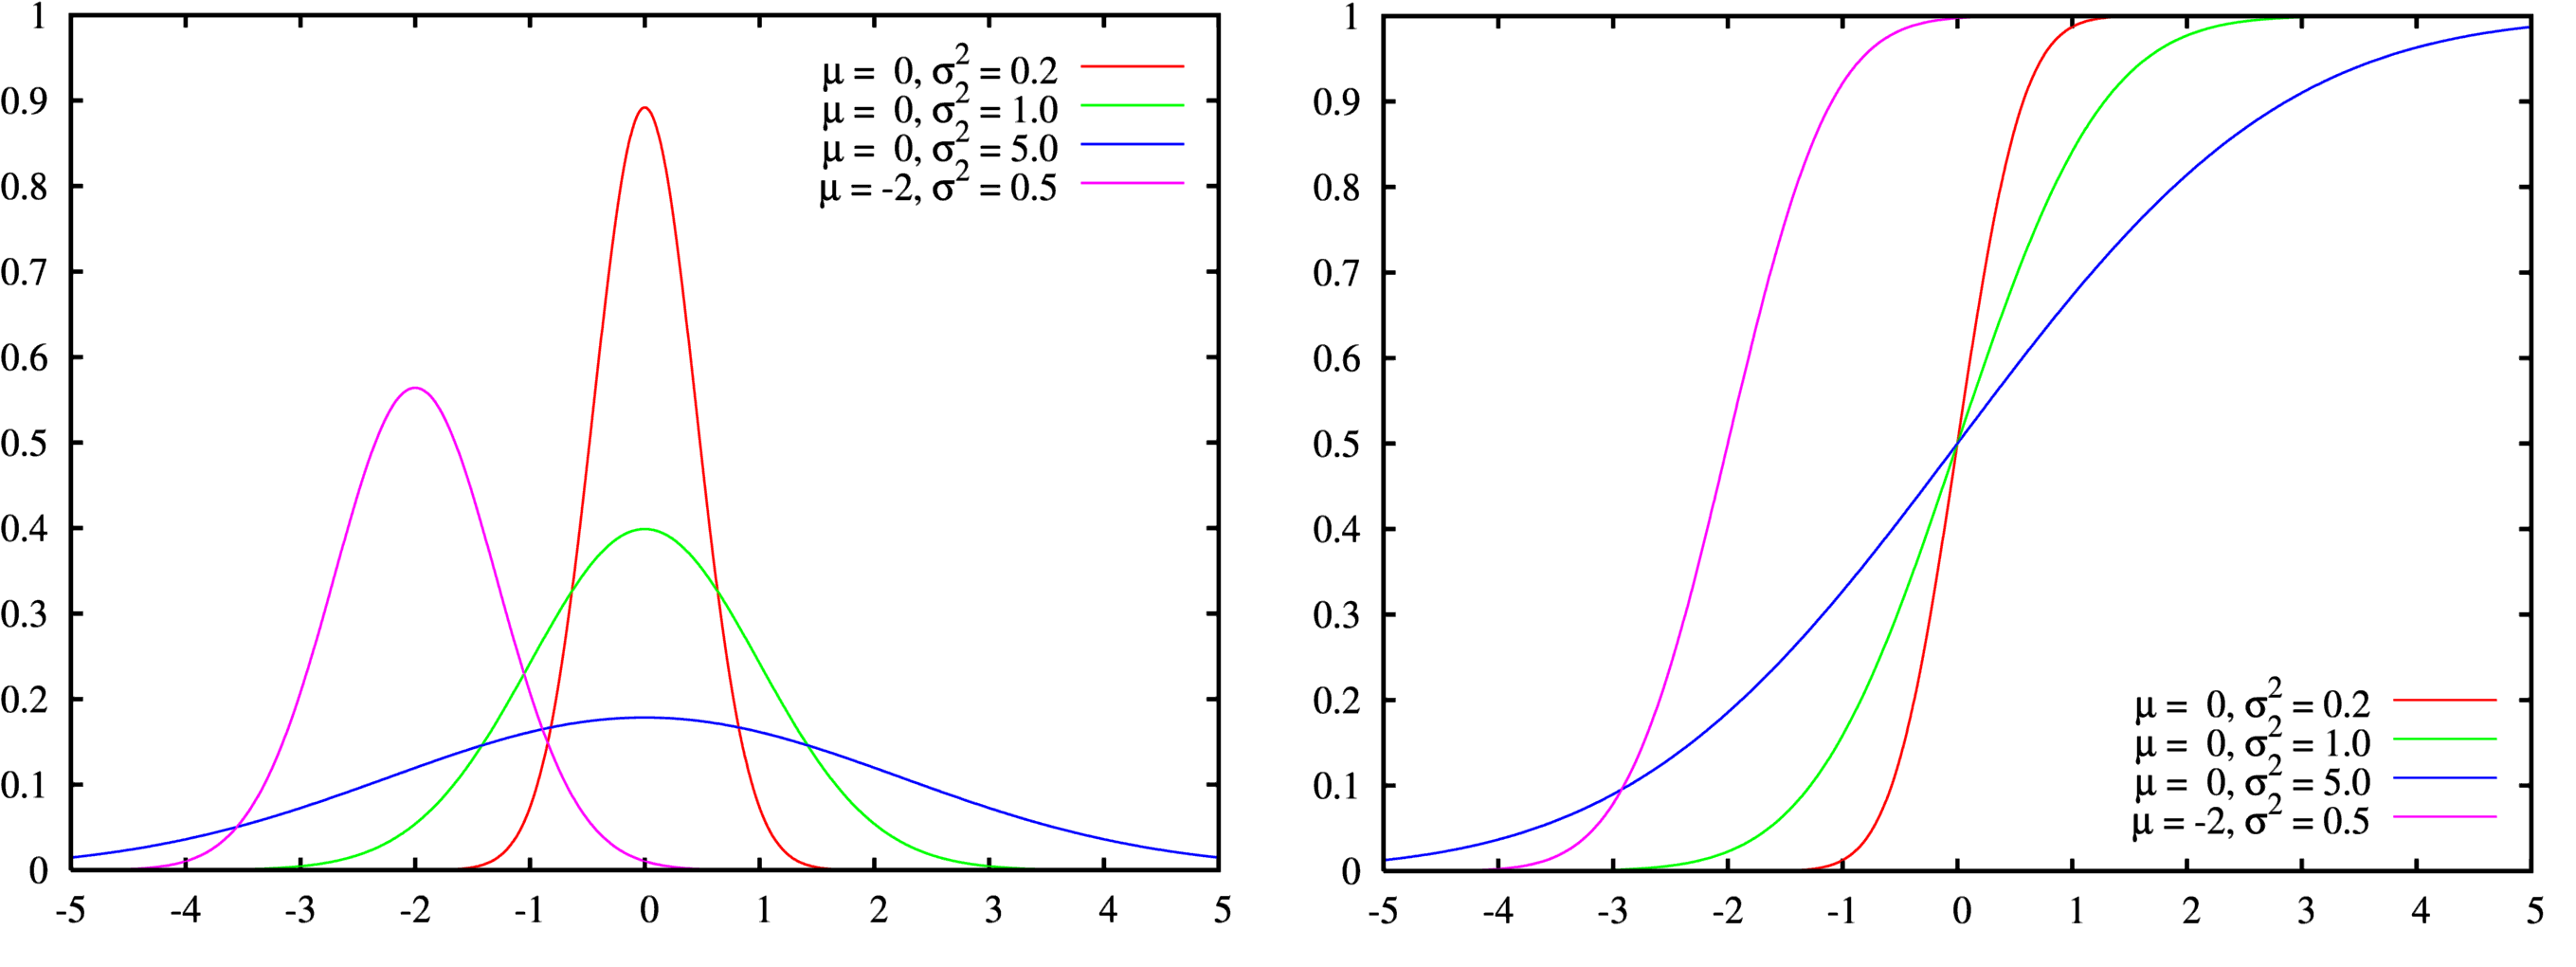 1
0.9
0.8
0.7
0.6
0.5
0.4
0.3
0.2
0.1
0
-5 -4 -3 -2 -1 0 1 2 3 4 5
μ = 0, σ² = 0.2
μ = 0, σ² = 1.0
μ = 0, σ² = 5.0
μ = -2, σ² = 0.5
1
0.9
0.8
0.7
0.6
0.5
0.4
0.3
0.2
0.1
0
-5 -4 -3 -2 -1 0 1 2 3 4 5
μ = 0, σ² = 0.2
μ = 0, σ² = 1.0
μ = 0, σ² = 5.0
μ = -2, σ² = 0.5